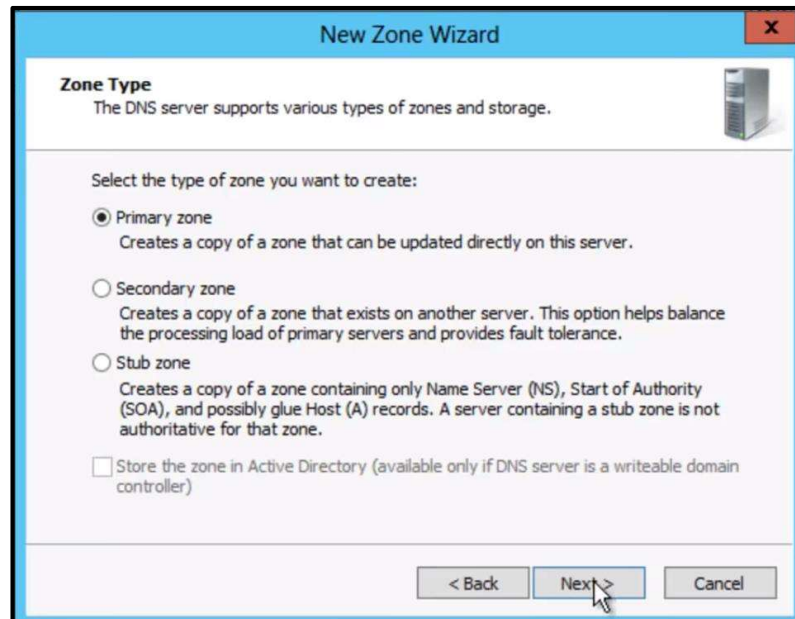 New Zone Wizard
x
Zone Type
The DNS server supports various types of zones and storage.
Select the type of zone you want to create:
Primary zone
Creates a copy of a zone that can be updated directly on this server.
Secondary zone
Creates a copy of a zone that exists on another server. This option helps balance
the processing load of primary servers and provides fault tolerance.
Stub zone
Creates a copy of a zone containing only Name Server (NS), Start of Authority
(SOA), and possibly glue Host (A) records. A server containing a stub zone is not
authoritative for that zone.
Store the zone in Active Directory (available only if DNS server is a writeable domain
controller)
< Back Next > Cancel